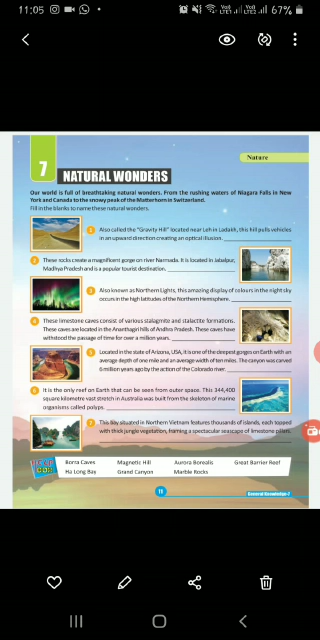 11:05
67%
7
NATURAL WONDERS
Nature
Our world is full of breathtaking natural wonders. From the rushing waters of Niagara Falls in New
York and Canada to the snowy peak of the Matterhorn in Switzerland.
Fill in the blanks to name these natural wonders.
1 Also called the "Gravity Hill" located near Leh in Ladakh, this hill pulls vehicles
in an upward direction creating an optical illusion.
2 These rocks create a magnificent gorge on river Narmada. It is located in Jabalpur,
Madhya Pradesh and is a popular tourist destination.
3 Also known as Northern Lights, this amazing display of colours in the night sky
occurs in the high latitudes of the Northern Hemisphere.
4 These limestone caves consist of various stalagmite and stalactite formations.
These caves are located in the Ananthagiri hills of Andhra Pradesh. These caves have
withstood the passage of time for over a million years.
5 Located in the state of Arizona, USA, it is one of the deepest gorges on Earth with an
average depth of one mile and an average width of ten miles. The canyon was carved
6 million years ago by the action of the Colorado river.
6 It is the only reef on Earth that can be seen from outer space. This 344,400
square kilometre vast stretch in Australia was built from the skeleton of marine
organisms called polyps.
7 This Bay situated in Northern Vietnam features thousands of islands, each topped
with thick jungle vegetation, framing a spectacular seascape of limestone pillars.
Borra Caves Magnetic Hill Aurora Borealis Great Barrier Reef
Ha Long Bay Grand Canyon Marble Rocks
General Knowledge-7